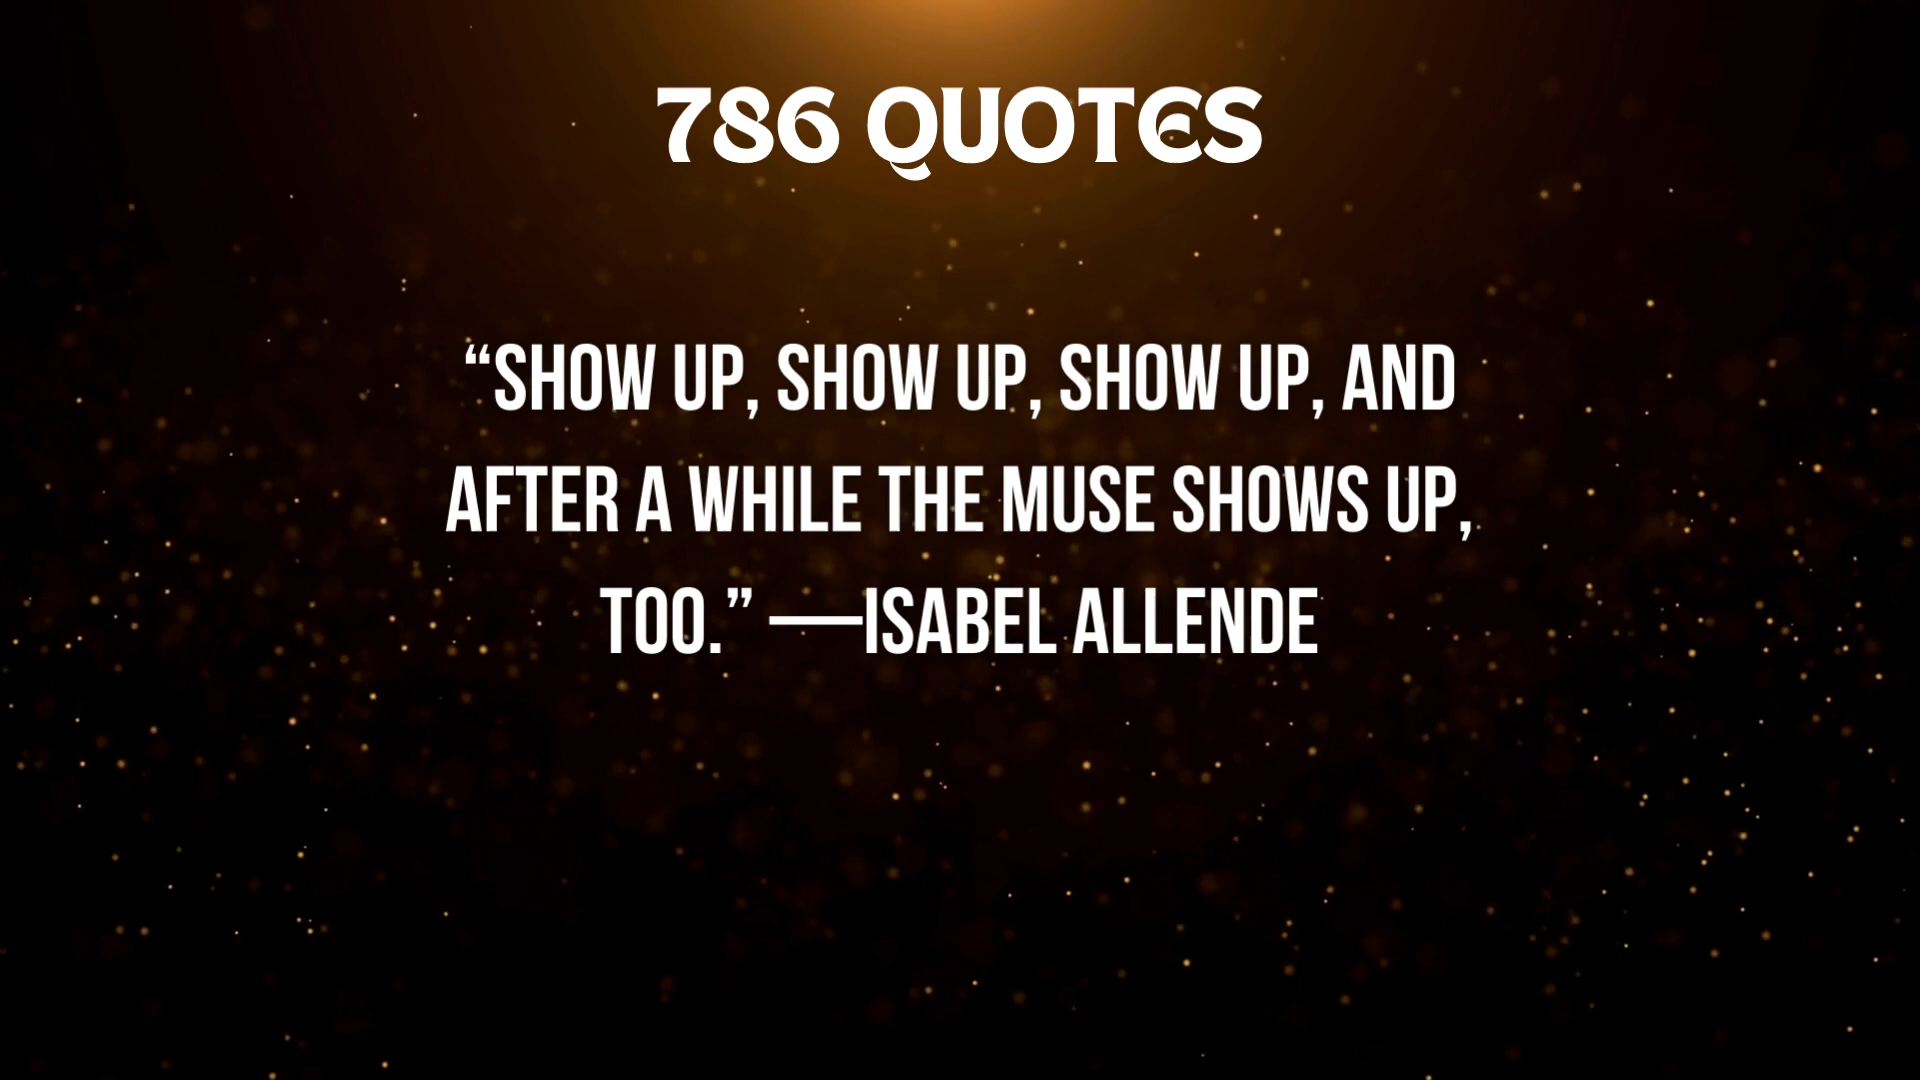 786 QUOTES
“SHOW UP, SHOW UP, SHOW UP, AND
AFTER A WHILE THE MUSE SHOWS UP,
TOO.” —ISABEL ALLENDE